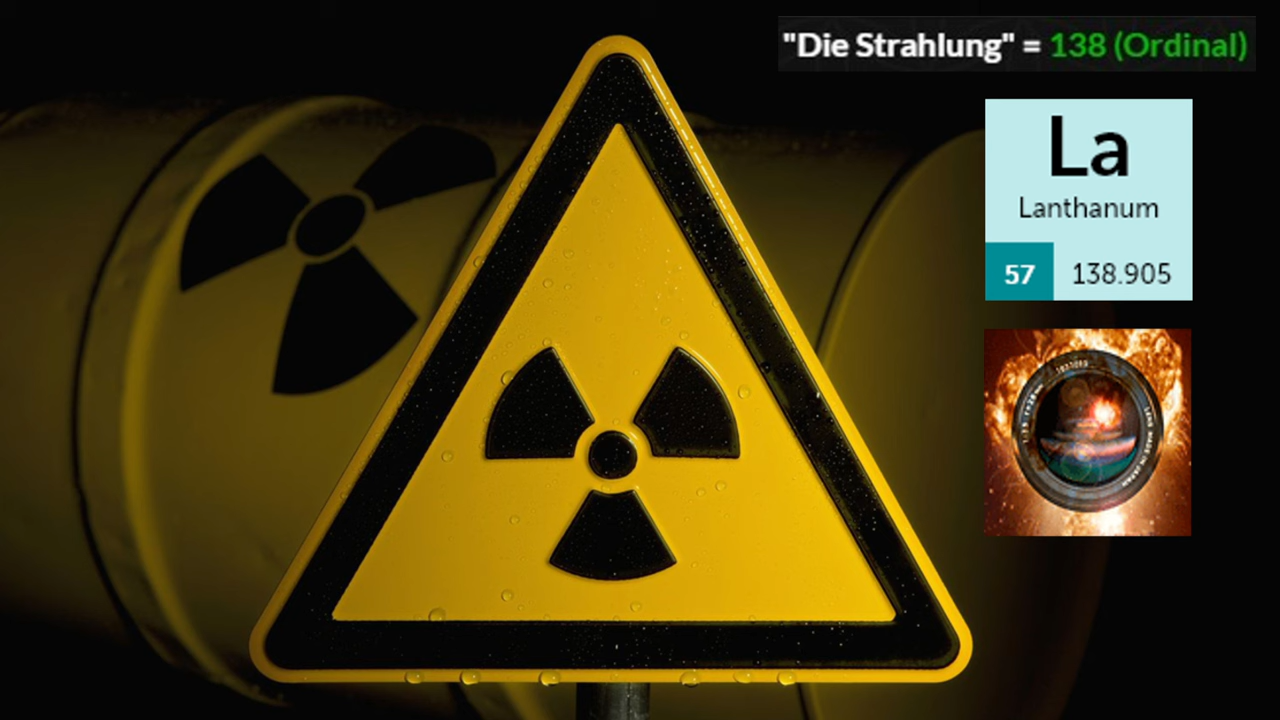 "Die Strahlung" = 138 (Ordinal)
La
Lanthanum
57 138.905